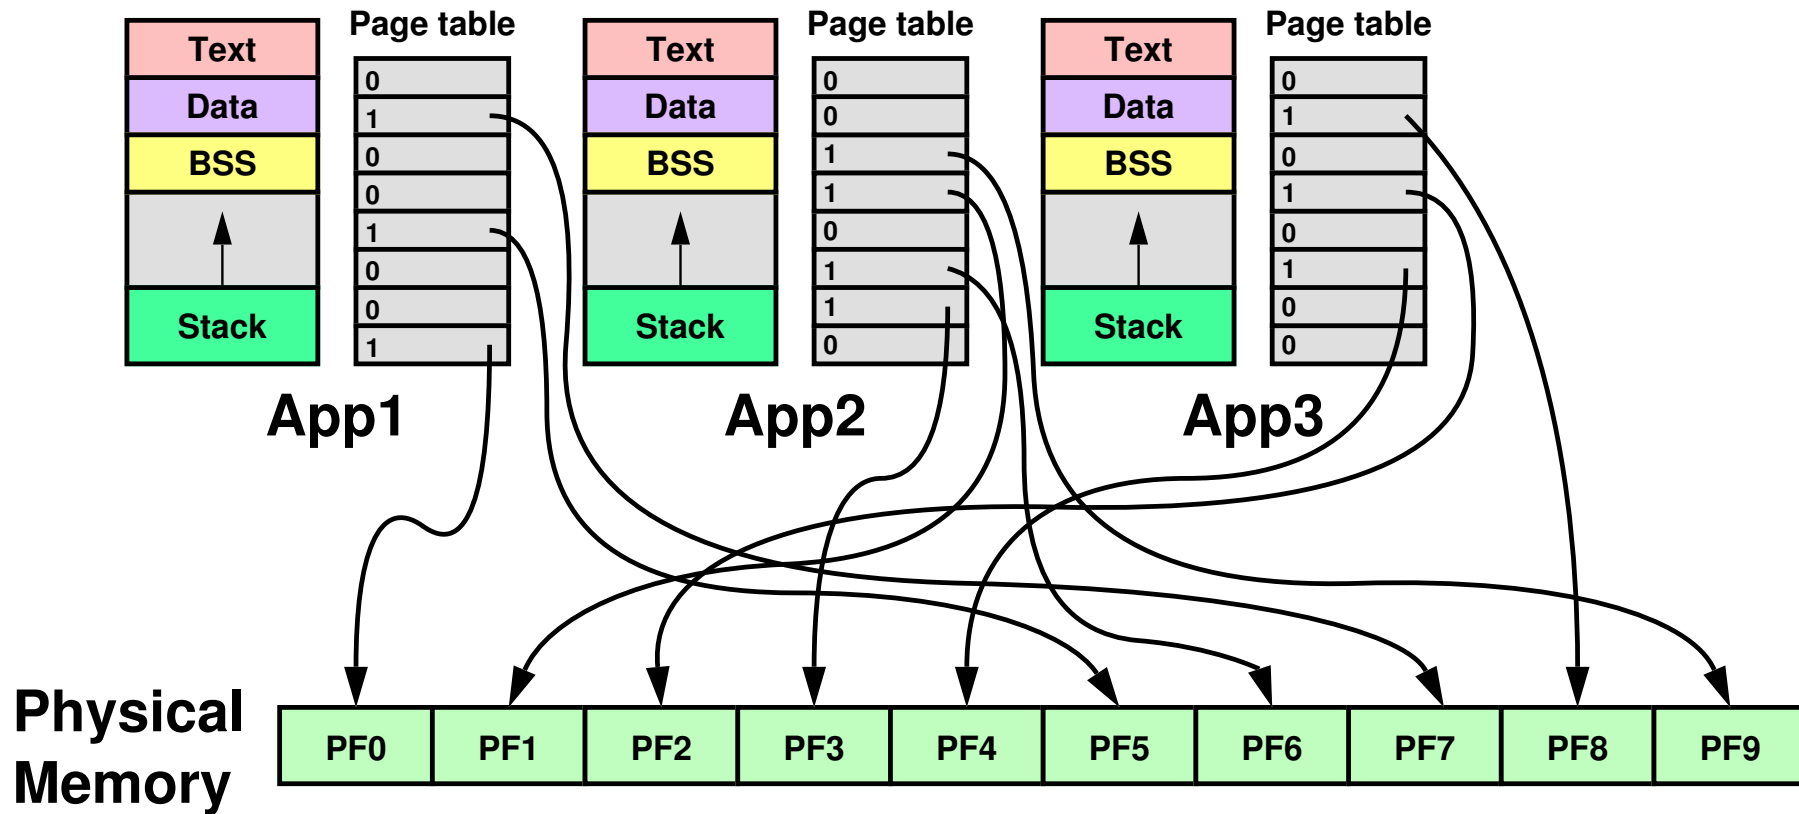 Page table
Page table
Page table
Text
Data
BSS
Stack
0
1
0
0
1
0
0
1
App1
Text
Data
BSS
Stack
0
0
1
1
0
1
1
0
App2
Text
Data
BSS
Stack
0
1
0
1
0
1
0
0
App3
Physical
Memory
PF0 PF1 PF2 PF3 PF4 PF5 PF6 PF7 PF8 PF9